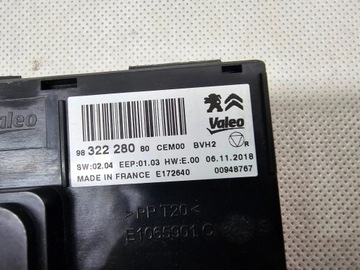 Valeo
98 322 280 80 CEM00 BVH2 Valeo R
SW:02.04 EEP:01.03 HW:E.00 06.11.2018
MADE IN FRANCE E172640 00948767
>PP T20<
E1065901 C